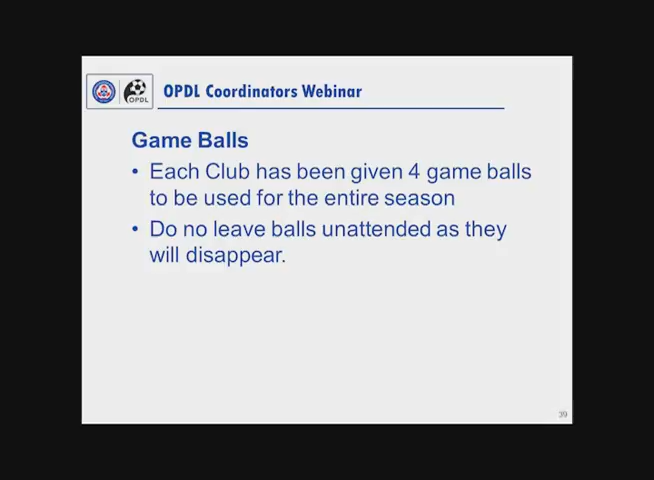 OPDL
OPDL Coordinators Webinar
Game Balls
• Each Club has been given 4 game balls
to be used for the entire season
• Do no leave balls unattended as they
will disappear.
39